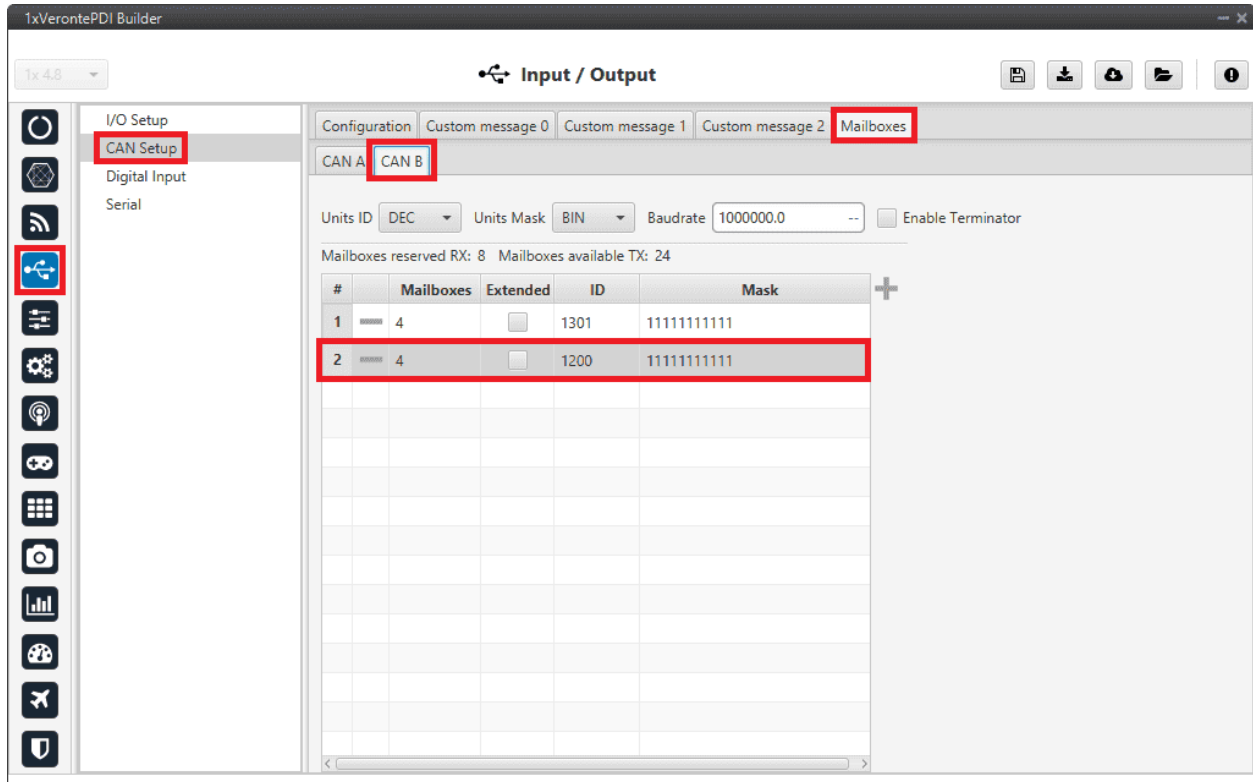 1xVerontePDI Builder
1x 4.8
Input / Output
I/O Setup
CAN Setup
Digital Input
Serial
Configuration Custom message 0 Custom message 1 Custom message 2 Mailboxes
CAN A CAN B
Units ID DEC Units Mask BIN Baudrate 1000000.0 -- Enable Terminator
Mailboxes reserved RX: 8 Mailboxes available TX: 24
# Mailboxes Extended ID Mask
1 4 1301 11111111111
2 4 1200 11111111111